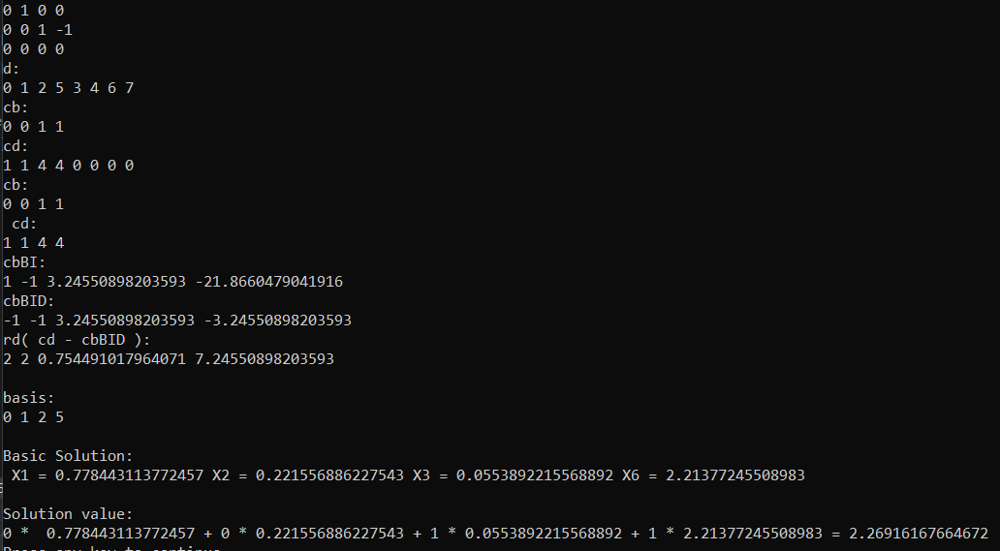 0 1 0 0
0 0 1 -1
0 0 0 0
d:
0 1 2 5 3 4 6 7
cb:
0 0 1 1
cd:
1 1 4 4 0 0 0 0
cb:
0 0 1 1
cd:
1 1 4 4
cbBI:
1 -1 3.24550898203593 -21.8660479041916
cbBID:
-1 -1 3.24550898203593 -3.24550898203593
rd( cd - cbBID ):
2 2 0.754491017964071 7.24550898203593
basis:
0 1 2 5
Basic Solution:
X1 = 0.778443113772457 X2 = 0.221556886227543 X3 = 0.0553892215568892 X6 = 2.21377245508983
Solution value:
0 *  0.778443113772457 + 0 * 0.221556886227543 + 1 * 0.0553892215568892 + 1 * 2.21377245508983 = 2.26916167664672
Press any key to continue